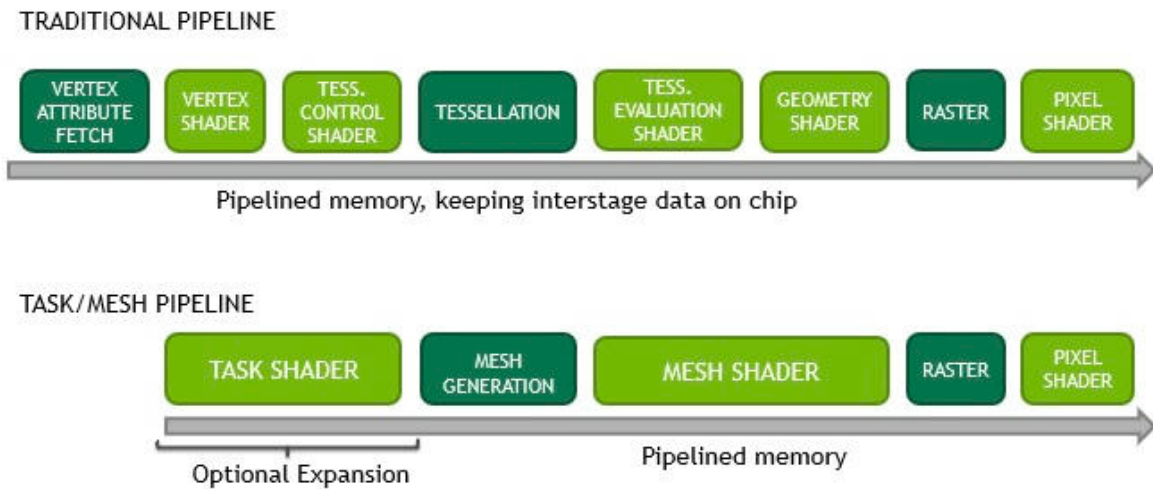 TRADITIONAL PIPELINE
VERTEX
ATTRIBUTE
FETCH
VERTEX
SHADER
TESS.
CONTROL
SHADER
TESSELLATION
TESS.
EVALUATION
SHADER
GEOMETRY
SHADER
RASTER
PIXEL
SHADER
Pipelined memory, keeping interstage data on chip
TASK/MESH PIPELINE
TASK SHADER
MESH
GENERATION
MESH SHADER
RASTER
PIXEL
SHADER
Optional Expansion
Pipelined memory